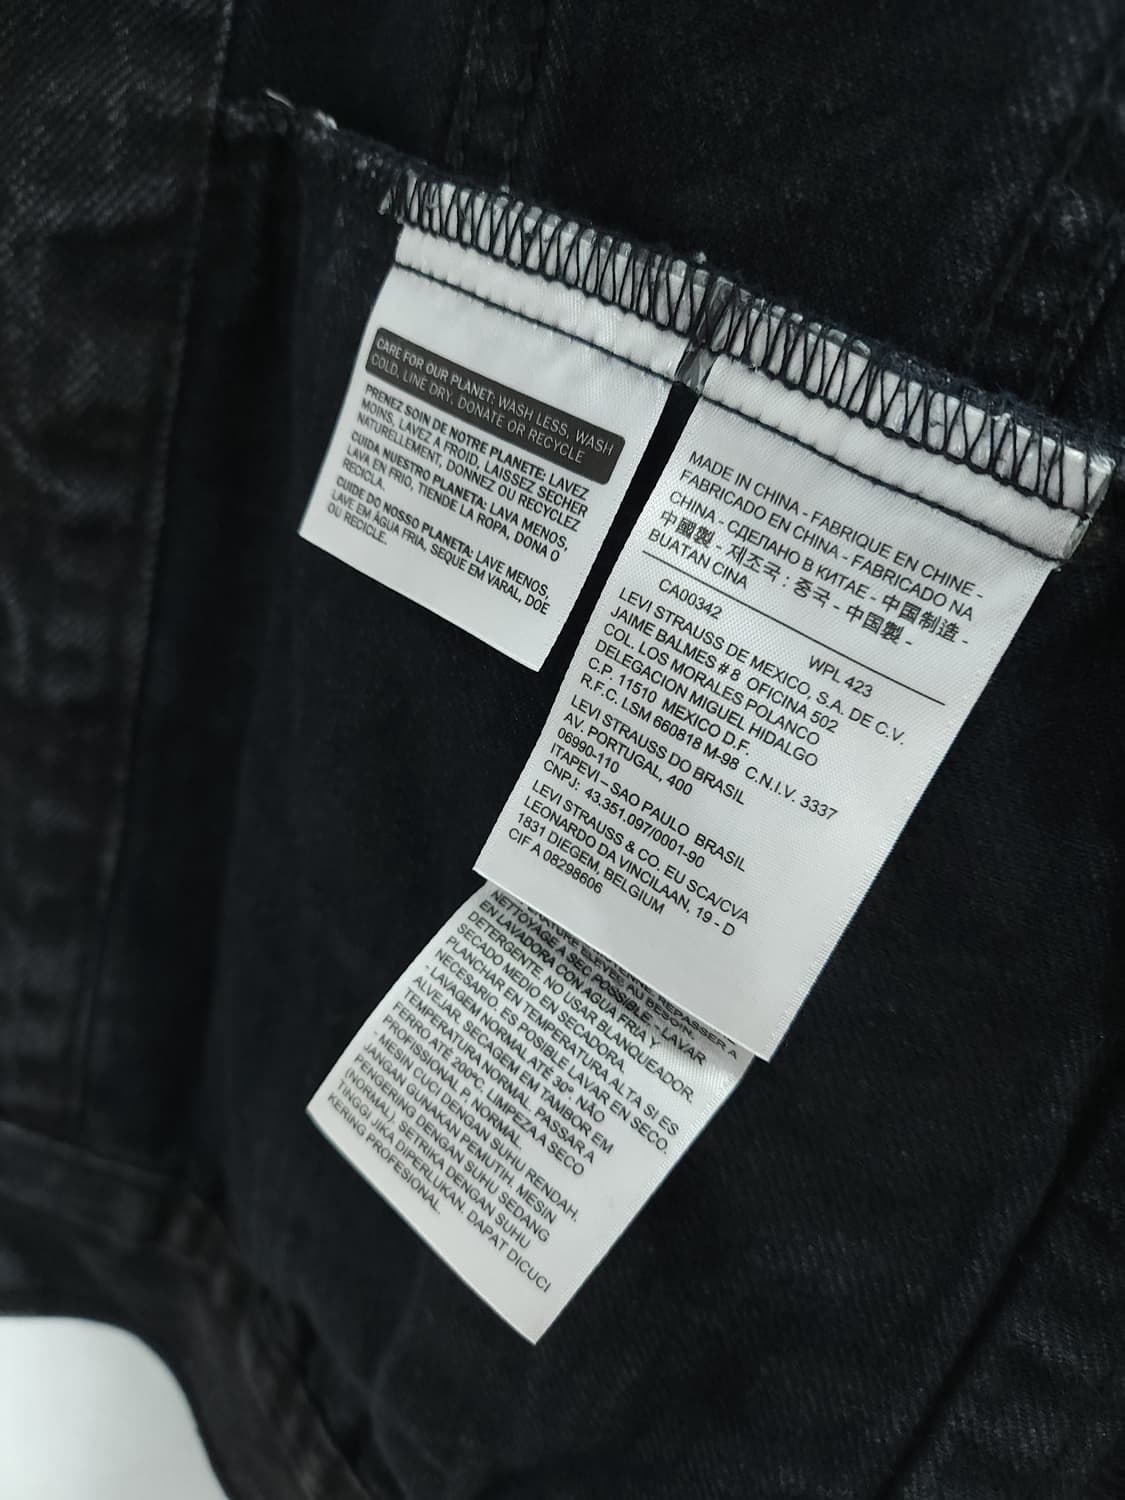 CARE FOR OUR PLANET: WASH LESS, WASH
COLD, LINE DRY, DONATE OR RECYCLE
PRENEZ SOIN DE NOTRE PLANETE: LAVEZ
MOINS, LAVEZ A FROID, LAISSEZ SECHER
NATURELLEMENT, DONNEZ OU RECYCLEZ
CUIDA NUESTRO PLANETA: LAVA MENOS,
LAVA EN FRIO, TIENDE LA ROPA, DONA O
RECICLA.
CUIDE DO NOSSO PLANETA: LAVE MENOS,
LAVE EM ÁGUA FRIA, SEQUE EM VARAL, DOE
OU RECICLE.
MADE IN CHINA - FABRIQUE EN CHINE -
FABRICADO EN CHINA - FABRICADO NA
CHINA - СДЕЛАНО В КИТАЕ - 中国制造 -
中國製 - 제조국 : 중국 - 中国製 -
BUATAN CINA
CA00342 WPL 423
LEVI STRAUSS DE MEXICO, S.A. DE C.V.
JAIME BALMES # 8 OFICINA 502
COL. LOS MORALES POLANCO
DELEGACION MIGUEL HIDALGO
C.P. 11510 MEXICO D.F.
R.F.C. LSM 660818 M-98 C.N.I.V. 3337
LEVI STRAUSS DO BRASIL
AV. PORTUGAL, 400
06990-110
ITAPEVI – SAO PAULO BRASIL
CNPJ: 43.351.097/0001-90
LEVI STRAUSS & CO. EU SCA/CVA
LEONARDO DA VINCILAAN, 19 - D
1831 DIEGEM, BELGIUM
CIF A 08298606
REPASSER A
ELEVEE AU BESOIN.
NETTOYAGE A SEC POSSIBLE. - LAVAR
EN LAVADORA CON AGUA FRIA Y
DETERGENTE. NO USAR BLANQUEADOR.
SECADO MEDIO EN SECADORA.
PLANCHAR EN TEMPERATURA ALTA SI ES
NECESARIO. ES POSIBLE LAVAR EN SECO.
- LAVAGEM NORMAL ATÉ 30º. NÃO
ALVEJAR. SECAGEM EM TAMBOR EM
TEMPERATURA NORMAL. PASSAR A
FERRO ATÉ 200ºC. LIMPEZA A SECO
PROFISSIONAL P, NORMAL.
MESIN CUCI DENGAN SUHU RENDAH.
JANGAN GUNAKAN PEMUTIH. MESIN
PENGERING DENGAN SUHU SEDANG
(NORMAL). SETRIKA DENGAN SUHU
TINGGI JIKA DIPERLUKAN. DAPAT DICUCI
KERING PROFESIONAL.